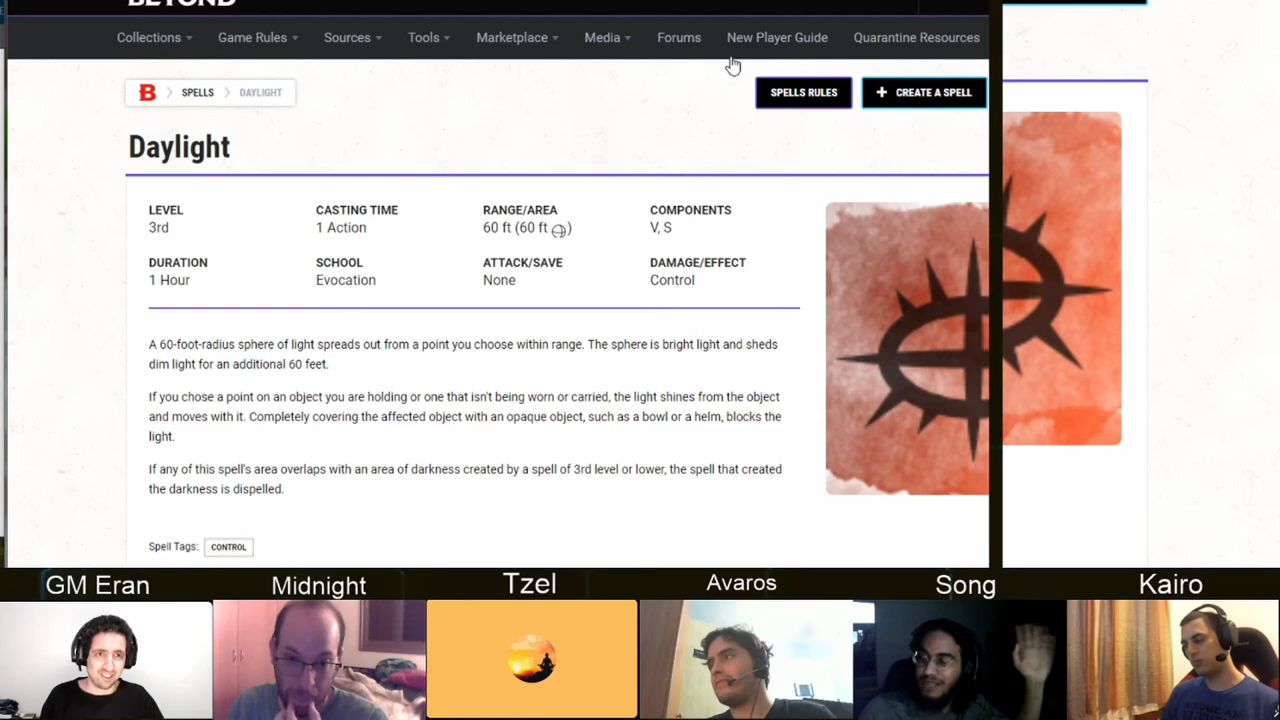 BEYOND
Collections Game Rules Sources Tools Marketplace Media Forums New Player Guide Quarantine Resources
B SPELLS DAYLIGHT
SPELLS RULES + CREATE A SPELL
Daylight
LEVEL CASTING TIME RANGE/AREA COMPONENTS
3rd 1 Action 60 ft (60 ft ) V, S
DURATION SCHOOL ATTACK/SAVE DAMAGE/EFFECT
1 Hour Evocation None Control
A 60-foot-radius sphere of light spreads out from a point you choose within range. The sphere is bright light and sheds
dim light for an additional 60 feet.
If you chose a point on an object you are holding or one that isn't being worn or carried, the light shines from the object
and moves with it. Completely covering the affected object with an opaque object, such as a bowl or a helm, blocks the
light.
If any of this spell's area overlaps with an area of darkness created by a spell of 3rd level or lower, the spell that created
the darkness is dispelled.
Spell Tags: CONTROL
GM Eran Midnight Tzel Avaros Song Kairo